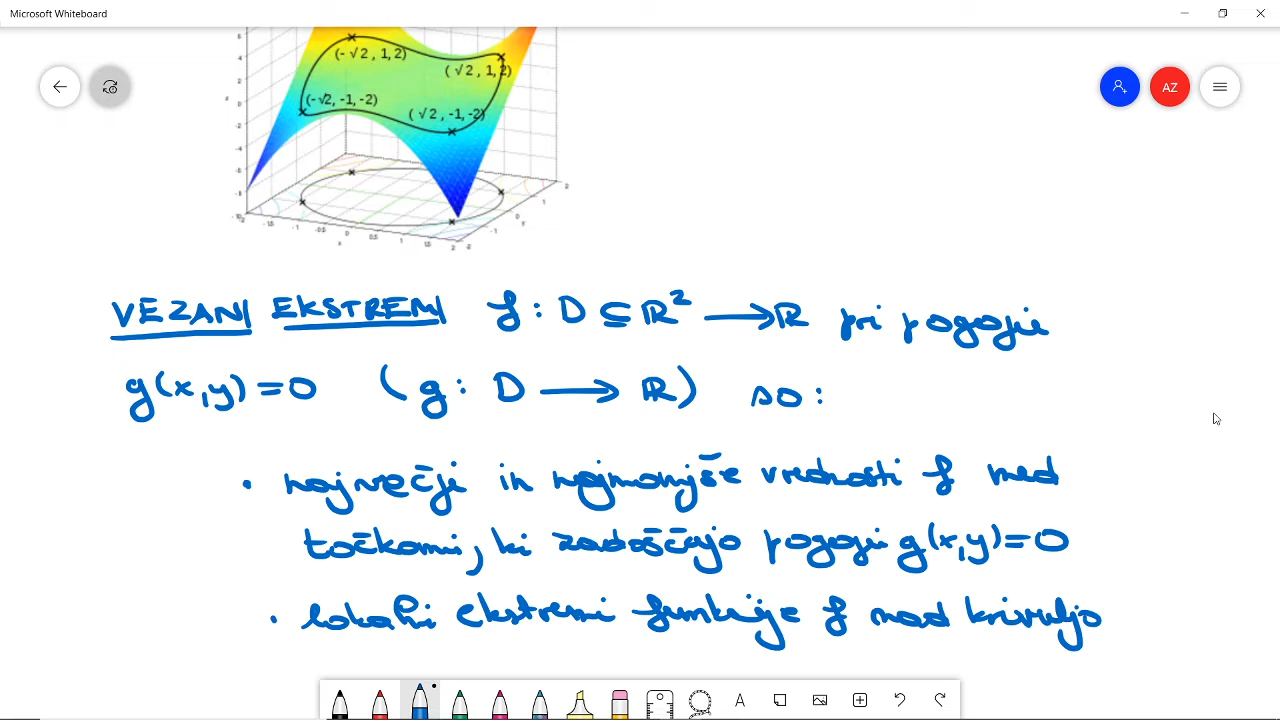 Microsoft Whiteboard
(-√2, 1, 2)
(√2, 1, 2)
(-√2, -1, -2)
(√2, -1, -2)
AZ
VEZANI EKSTREMI f: D ⊆ ℝ² → ℝ pri pogoju
g(x,y)=0 (g: D → ℝ) so:
• največji in najmanjše vrednosti f med
točkami, ki zadoščajo pogoju g(x,y)=0
• lokalni ekstremi funkcije f nad krivuljo
A